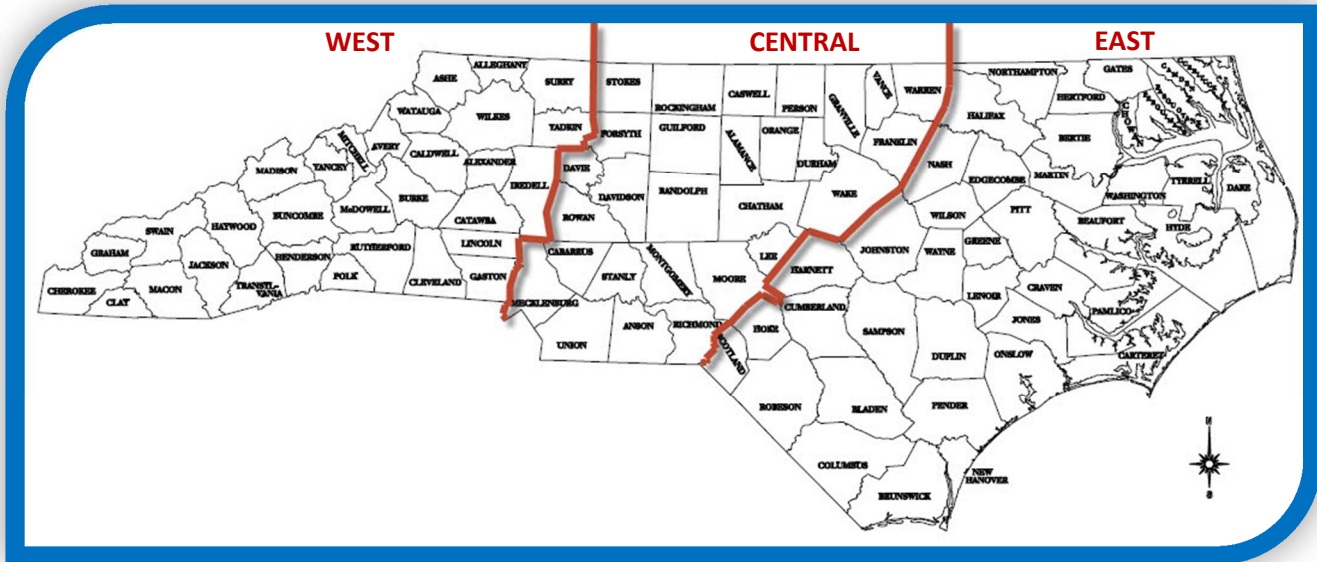 WEST
CENTRAL
EAST
ASHE
ALLEGHANY
SURRY
STOKES
ROCKINGHAM
CASWELL
PERSON
GRANVILLE
VANCE
WARREN
NORTHAMPTON
GATES
HERTFORD
HALIFAX
CHOWAN
BERTIE
WATAUGA
WILKES
YADKIN
FORSYTH
GUILFORD
ALAMANCE
ORANGE
DURHAM
FRANKLIN
NASH
EDGECOMBE
MARTIN
WASHINGTON
TYRRELL
DARE
MITCHELL
AVERY
CALDWELL
ALEXANDER
IREDELL
DAVIE
DAVIDSON
RANDOLPH
CHATHAM
WAKE
WILSON
PITT
BEAUFORT
HYDE
MADISON
YANCEY
BURKE
McDOWELL
CATAWBA
ROWAN
BUNCOMBE
HAYWOOD
SWAIN
GRAHAM
JACKSON
HENDERSON
RUTHERFORD
LINCOLN
CABARRUS
STANLY
MONTGOMERY
MOORE
LEE
HARNETT
JOHNSTON
WAYNE
GREENE
LENOIR
CRAVEN
PAMLICO
JONES
CHEROKEE
CLAY
MACON
TRANSYL-
VANIA
POLK
CLEVELAND
GASTON
MECKLENBURG
UNION
ANSON
RICHMOND
SCOTLAND
HOKE
CUMBERLAND
SAMPSON
DUPLIN
ONSLOW
CARTERET
ROBESON
BLADEN
PENDER
COLUMBUS
BRUNSWICK
NEW
HANOVER
N
S